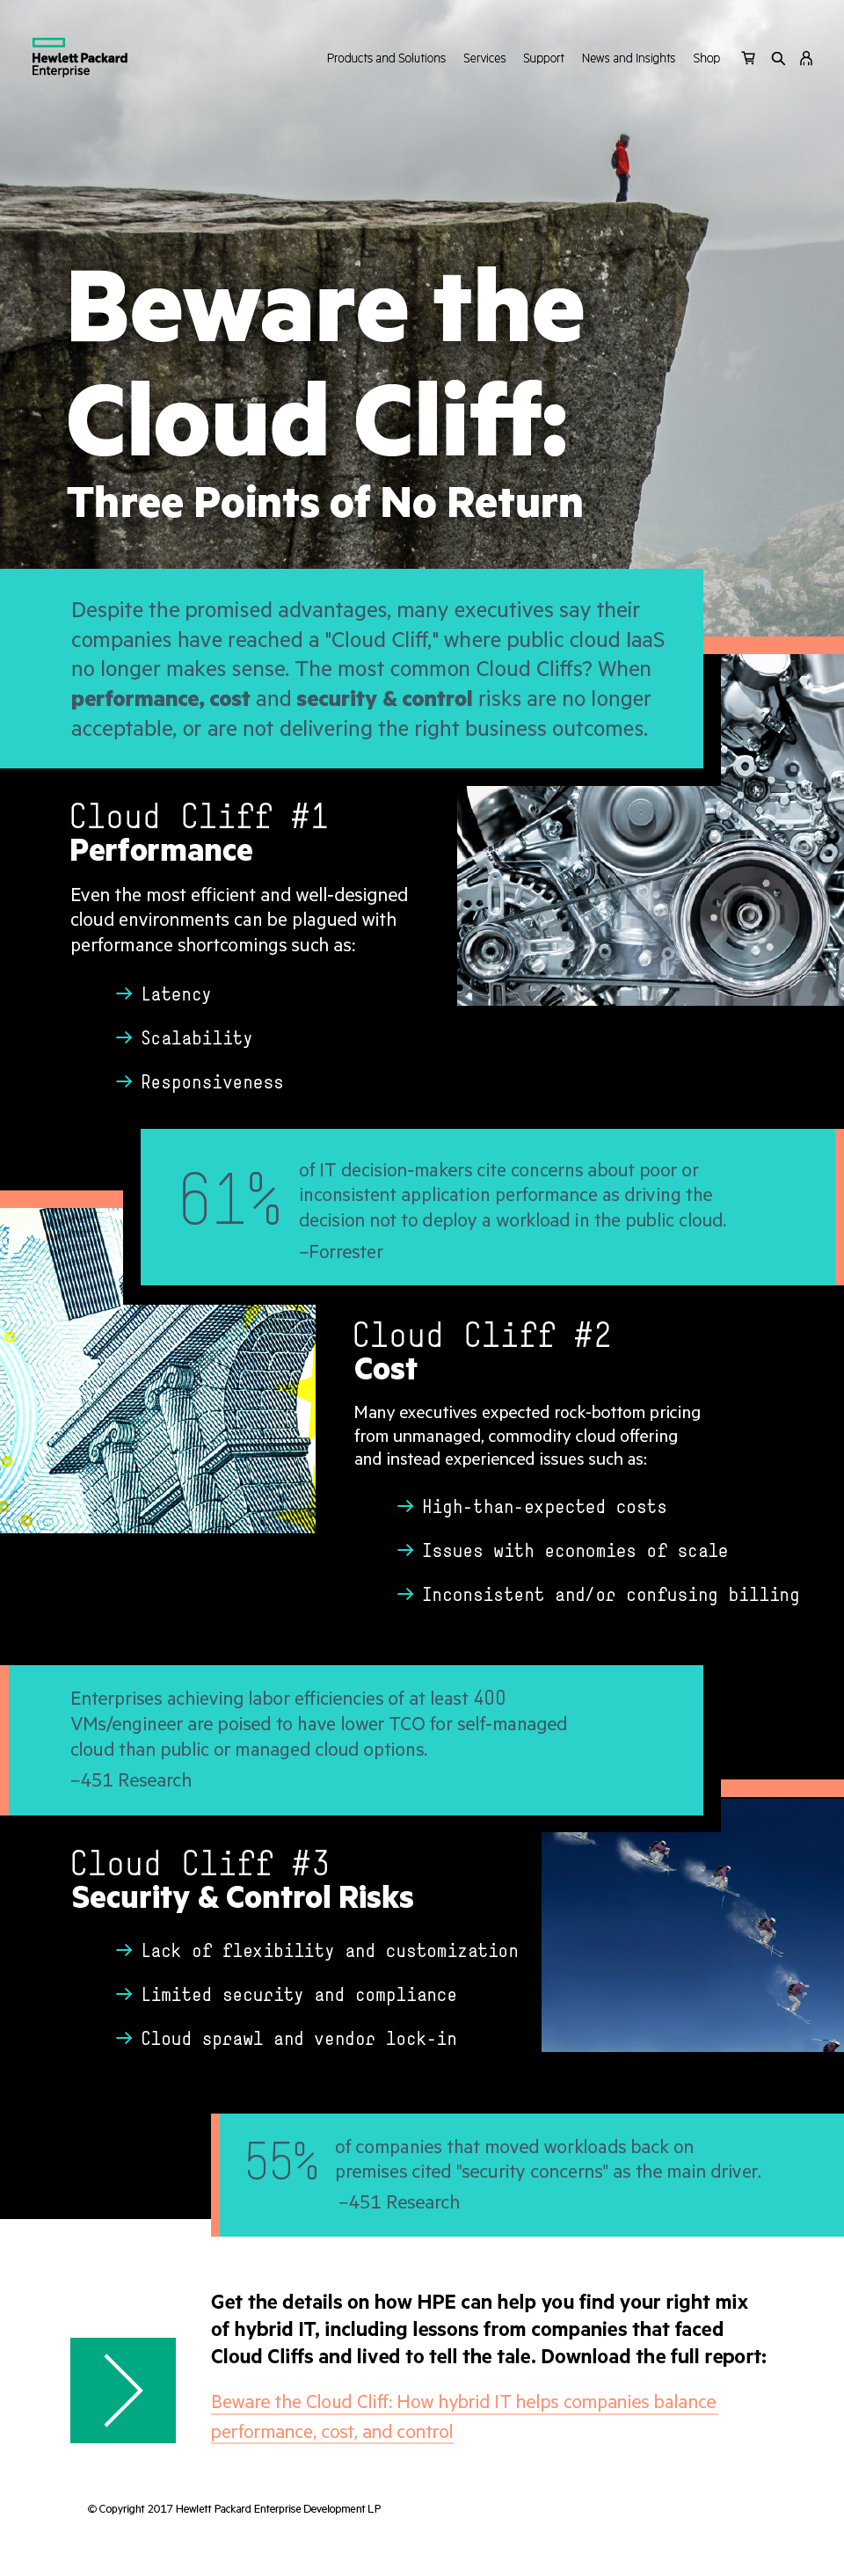 Hewlett Packard
Enterprise
Products and Solutions Services Support News and Insights Shop
Beware the
Cloud Cliff:
Three Points of No Return
Despite the promised advantages, many executives say their
companies have reached a "Cloud Cliff," where public cloud IaaS
no longer makes sense. The most common Cloud Cliffs? When
performance, cost and security & control risks are no longer
acceptable, or are not delivering the right business outcomes.
Cloud Cliff #1
Performance
Even the most efficient and well-designed
cloud environments can be plagued with
performance shortcomings such as:
→ Latency
→ Scalability
→ Responsiveness
61%
of IT decision-makers cite concerns about poor or
inconsistent application performance as driving the
decision not to deploy a workload in the public cloud.
–Forrester
Cloud Cliff #2
Cost
Many executives expected rock-bottom pricing
from unmanaged, commodity cloud offering
and instead experienced issues such as:
→ High-than-expected costs
→ Issues with economies of scale
→ Inconsistent and/or confusing billing
Enterprises achieving labor efficiencies of at least 400
VMs/engineer are poised to have lower TCO for self-managed
cloud than public or managed cloud options.
–451 Research
Cloud Cliff #3
Security & Control Risks
→ Lack of flexibility and customization
→ Limited security and compliance
→ Cloud sprawl and vendor lock-in
55%
of companies that moved workloads back on
premises cited "security concerns" as the main driver.
–451 Research
Get the details on how HPE can help you find your right mix
of hybrid IT, including lessons from companies that faced
Cloud Cliffs and lived to tell the tale. Download the full report:
Beware the Cloud Cliff: How hybrid IT helps companies balance
performance, cost, and control
© Copyright 2017 Hewlett Packard Enterprise Development LP